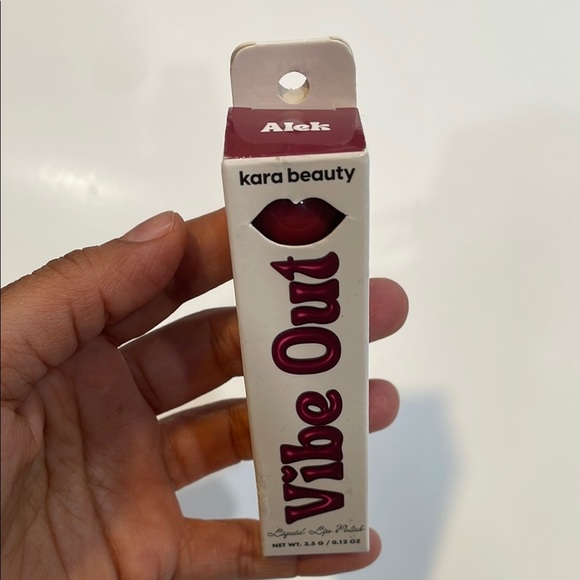 Alek
kara beauty
Vibe Out
Liquid Lip Polish
NET WT. 3.5 G / 0.12 OZ